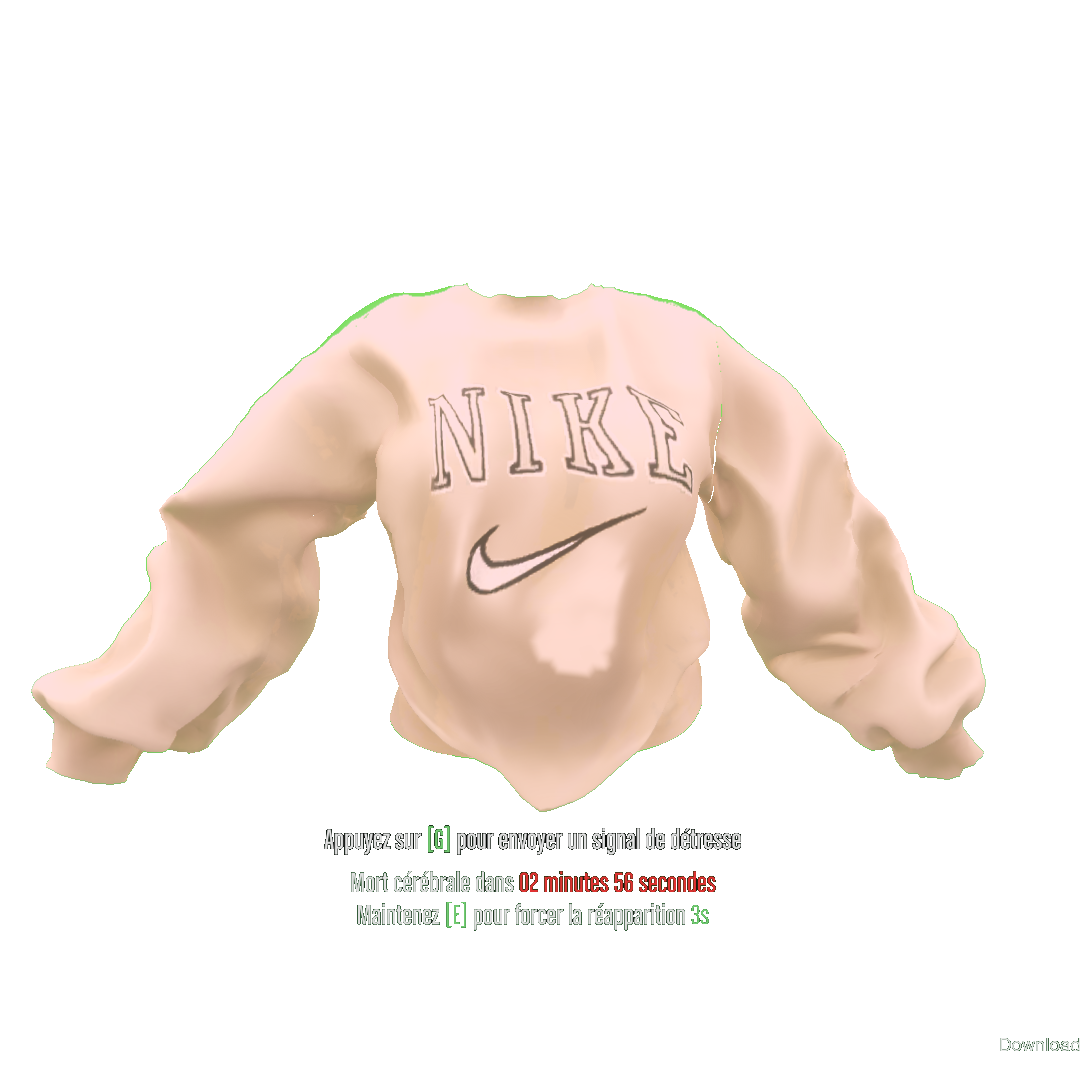 NIKE
Appuyez sur [G] pour envoyer un signal de détresse
Mort cérébrale dans 02 minutes 56 secondes
Maintenez [E] pour forcer la réapparition 3s
Download